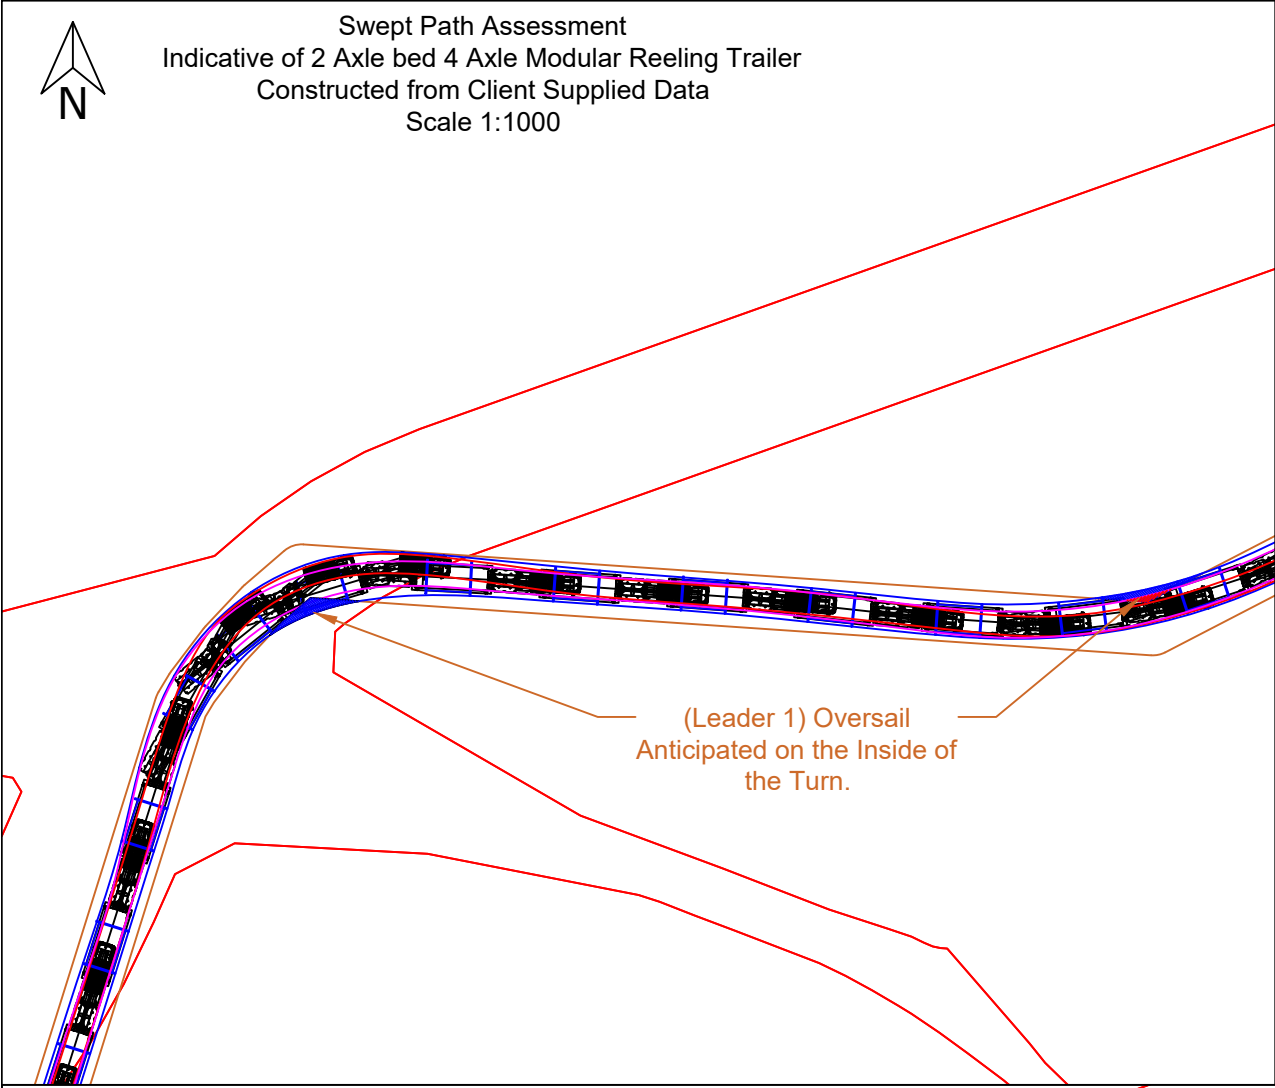 Swept Path Assessment
Indicative of 2 Axle bed 4 Axle Modular Reeling Trailer
Constructed from Client Supplied Data
Scale 1:1000
N
(Leader 1) Oversail
Anticipated on the Inside of
the Turn.